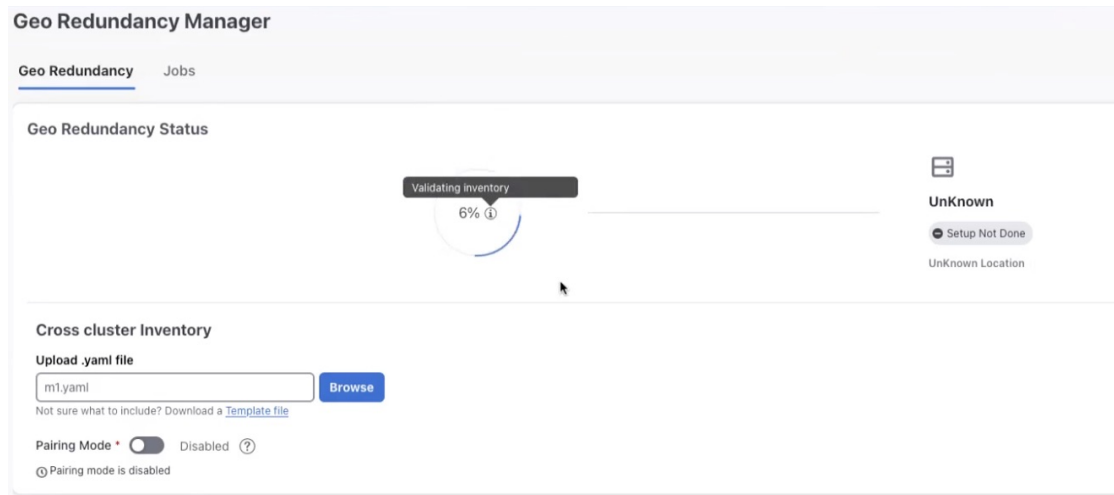 Geo Redundancy Manager
Geo Redundancy Jobs
Geo Redundancy Status
Validating inventory
6%
UnKnown
Setup Not Done
UnKnown Location
Cross cluster Inventory
Upload .yaml file
m1.yaml Browse
Not sure what to include? Download a Template file
Pairing Mode * Disabled ?
Pairing mode is disabled